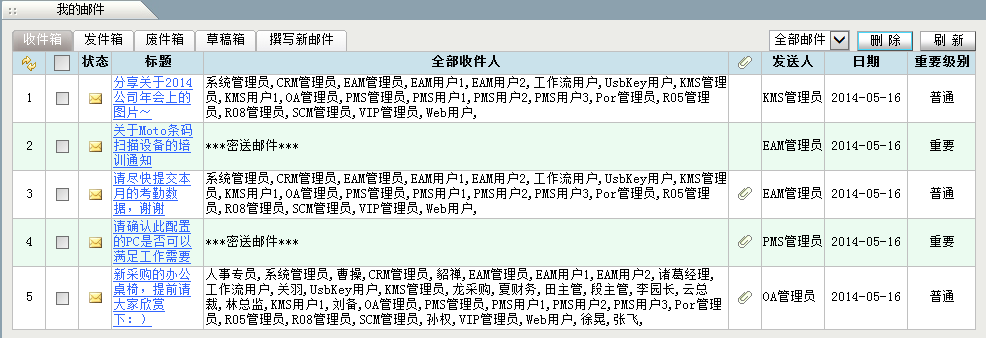 我的邮件
收件箱 发件箱 废件箱 草稿箱 撰写新邮件 全部邮件 删 除 刷 新
状态 标题 全部收件人 发送人 日期 重要级别
1 分享关于2014公司年会上的图片~ 系统管理员,CRM管理员,EAM管理员,EAM用户1,EAM用户2,工作流用户,UsbKey用户,KMS管理员,KMS用户1,OA管理员,PMS管理员,PMS用户1,PMS用户2,PMS用户3,Por管理员,R05管理员,R08管理员,SCM管理员,VIP管理员,Web用户, KMS管理员 2014-05-16 普通
2 关于Moto条码扫描设备的培训通知 ***密送邮件*** EAM管理员 2014-05-16 重要
3 请尽快提交本月的考勤数据，谢谢 系统管理员,CRM管理员,EAM管理员,EAM用户1,EAM用户2,工作流用户,UsbKey用户,KMS管理员,KMS用户1,OA管理员,PMS管理员,PMS用户1,PMS用户2,PMS用户3,Por管理员,R05管理员,R08管理员,SCM管理员,VIP管理员,Web用户, EAM管理员 2014-05-16 普通
4 请确认此配置的PC是否可以满足工作需要 ***密送邮件*** PMS管理员 2014-05-16 重要
5 新采购的办公桌椅，提前请大家欣赏下：） 人事专员,系统管理员,曹操,CRM管理员,貂禅,EAM管理员,EAM用户1,EAM用户2,诸葛经理,工作流用户,关羽,UsbKey用户,KMS管理员,龙采购,夏财务,田主管,段主管,李园长,云总裁,林总监,KMS用户1,刘备,OA管理员,PMS管理员,PMS用户1,PMS用户2,PMS用户3,Por管理员,R05管理员,R08管理员,SCM管理员,孙权,VIP管理员,Web用户,徐晃,张飞, OA管理员 2014-05-16 普通